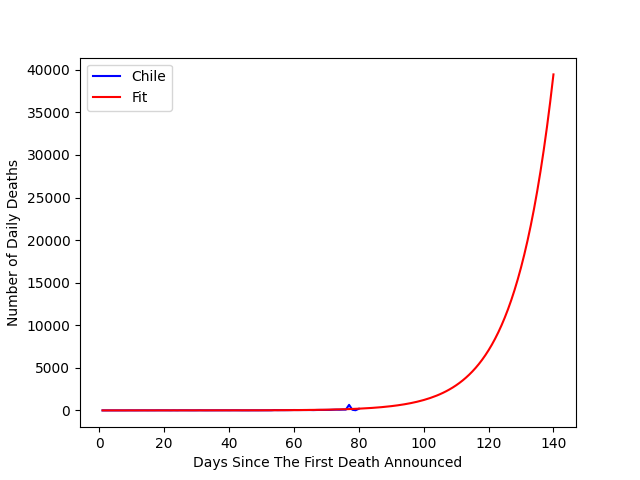 Chile
Fit
Number of Daily Deaths
40000
35000
30000
25000
20000
15000
10000
5000
0
0 20 40 60 80 100 120 140
Days Since The First Death Announced